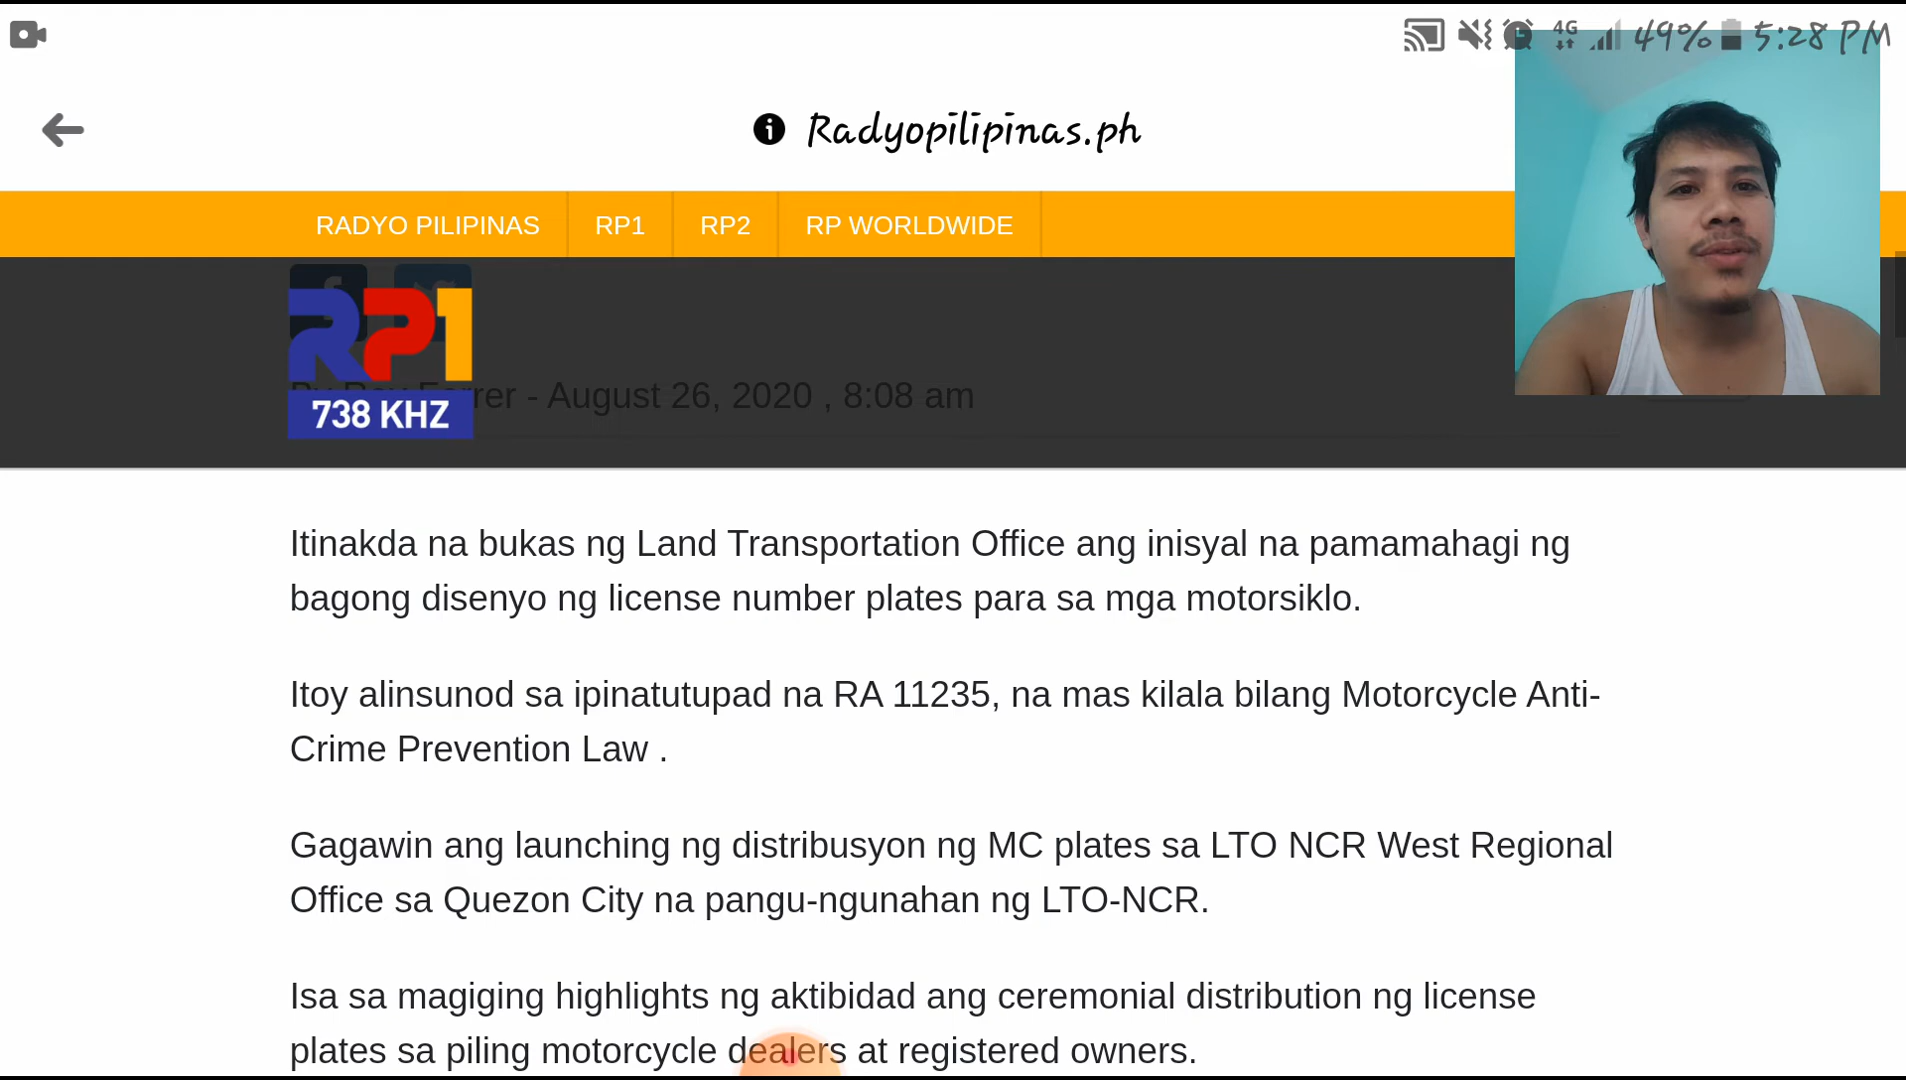 4G 49% 5:28 PM
Radyopilipinas.ph
RADYO PILIPINAS RP1 RP2 RP WORLDWIDE
RP1
738 KHZ
- August 26, 2020 , 8:08 am
Itinakda na bukas ng Land Transportation Office ang inisyal na pamamahagi ng
bagong disenyo ng license number plates para sa mga motorsiklo.
Itoy alinsunod sa ipinatutupad na RA 11235, na mas kilala bilang Motorcycle Anti-
Crime Prevention Law .
Gagawin ang launching ng distribusyon ng MC plates sa LTO NCR West Regional
Office sa Quezon City na pangu-ngunahan ng LTO-NCR.
Isa sa magiging highlights ng aktibidad ang ceremonial distribution ng license
plates sa piling motorcycle dealers at registered owners.